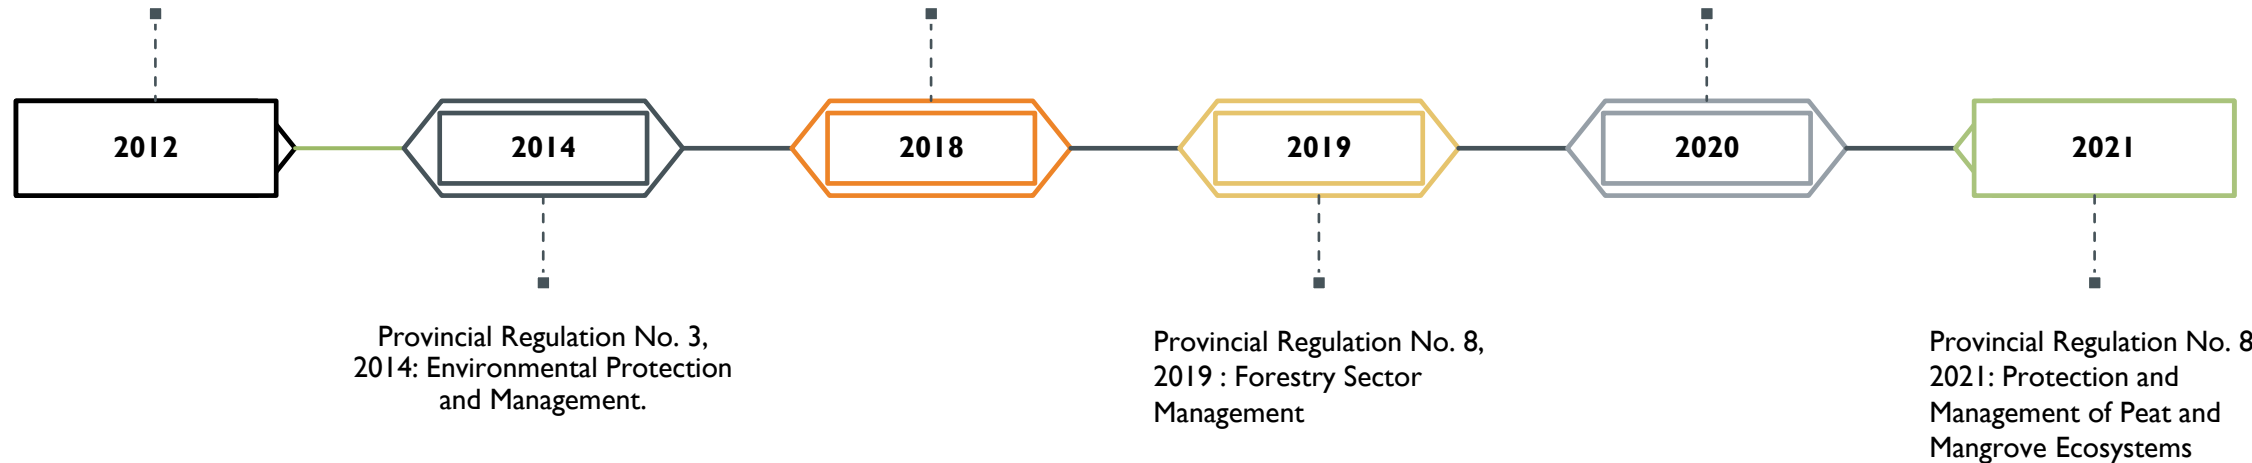 2012
2014
2018
2019
2020
2021
Provincial Regulation No. 3,
2014: Environmental Protection
and Management.
Provincial Regulation No. 8,
2019 : Forestry Sector
Management
Provincial Regulation No. 8
2021: Protection and
Management of Peat and
Mangrove Ecosystems